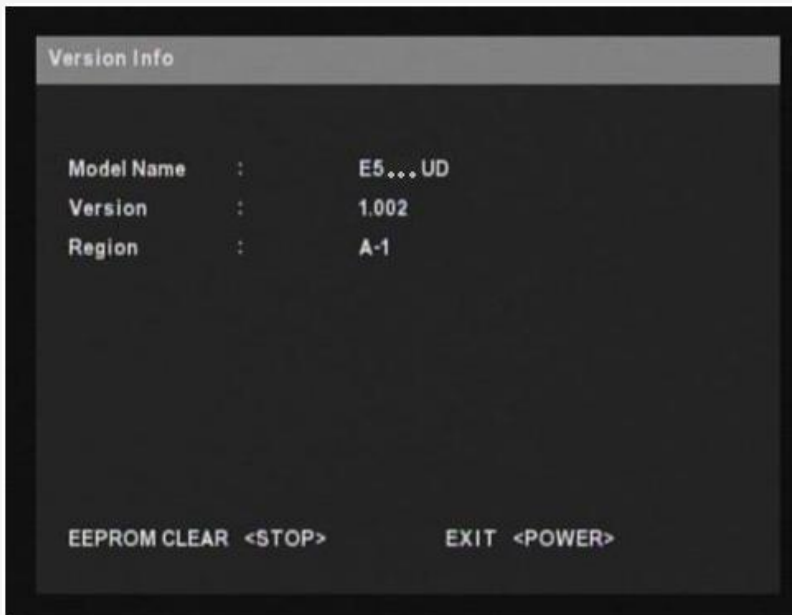 Version Info
Model Name : E5...UD
Version : 1.002
Region : A-1
EEPROM CLEAR <STOP> EXIT <POWER>